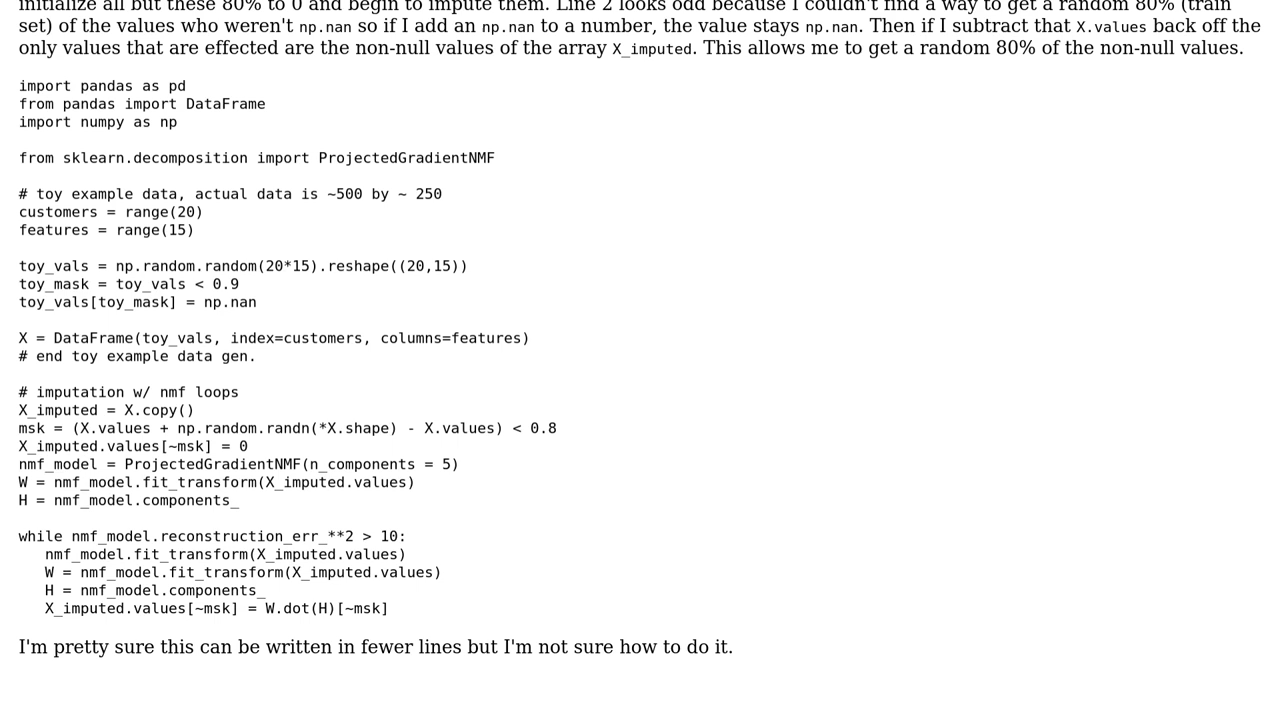 initialize all but these 80% to 0 and begin to impute them. Line 2 looks odd because I couldn't find a way to get a random 80% (train
set) of the values who weren't np.nan so if I add an np.nan to a number, the value stays np.nan. Then if I subtract that X.values back off the
only values that are effected are the non-null values of the array X_imputed. This allows me to get a random 80% of the non-null values.
import pandas as pd
from pandas import DataFrame
import numpy as np
from sklearn.decomposition import ProjectedGradientNMF
# toy example data, actual data is ~500 by ~ 250
customers = range(20)
features = range(15)
toy_vals = np.random.random(20*15).reshape((20,15))
toy_mask = toy_vals < 0.9
toy_vals[toy_mask] = np.nan
X = DataFrame(toy_vals, index=customers, columns=features)
# end toy example data gen.
# imputation w/ nmf loops
X_imputed = X.copy()
msk = (X.values + np.random.randn(*X.shape) - X.values) < 0.8
X_imputed.values[~msk] = 0
nmf_model = ProjectedGradientNMF(n_components = 5)
W = nmf_model.fit_transform(X_imputed.values)
H = nmf_model.components_
while nmf_model.reconstruction_err_**2 > 10:
   nmf_model.fit_transform(X_imputed.values)
   W = nmf_model.fit_transform(X_imputed.values)
   H = nmf_model.components_
   X_imputed.values[~msk] = W.dot(H)[~msk]
I'm pretty sure this can be written in fewer lines but I'm not sure how to do it.